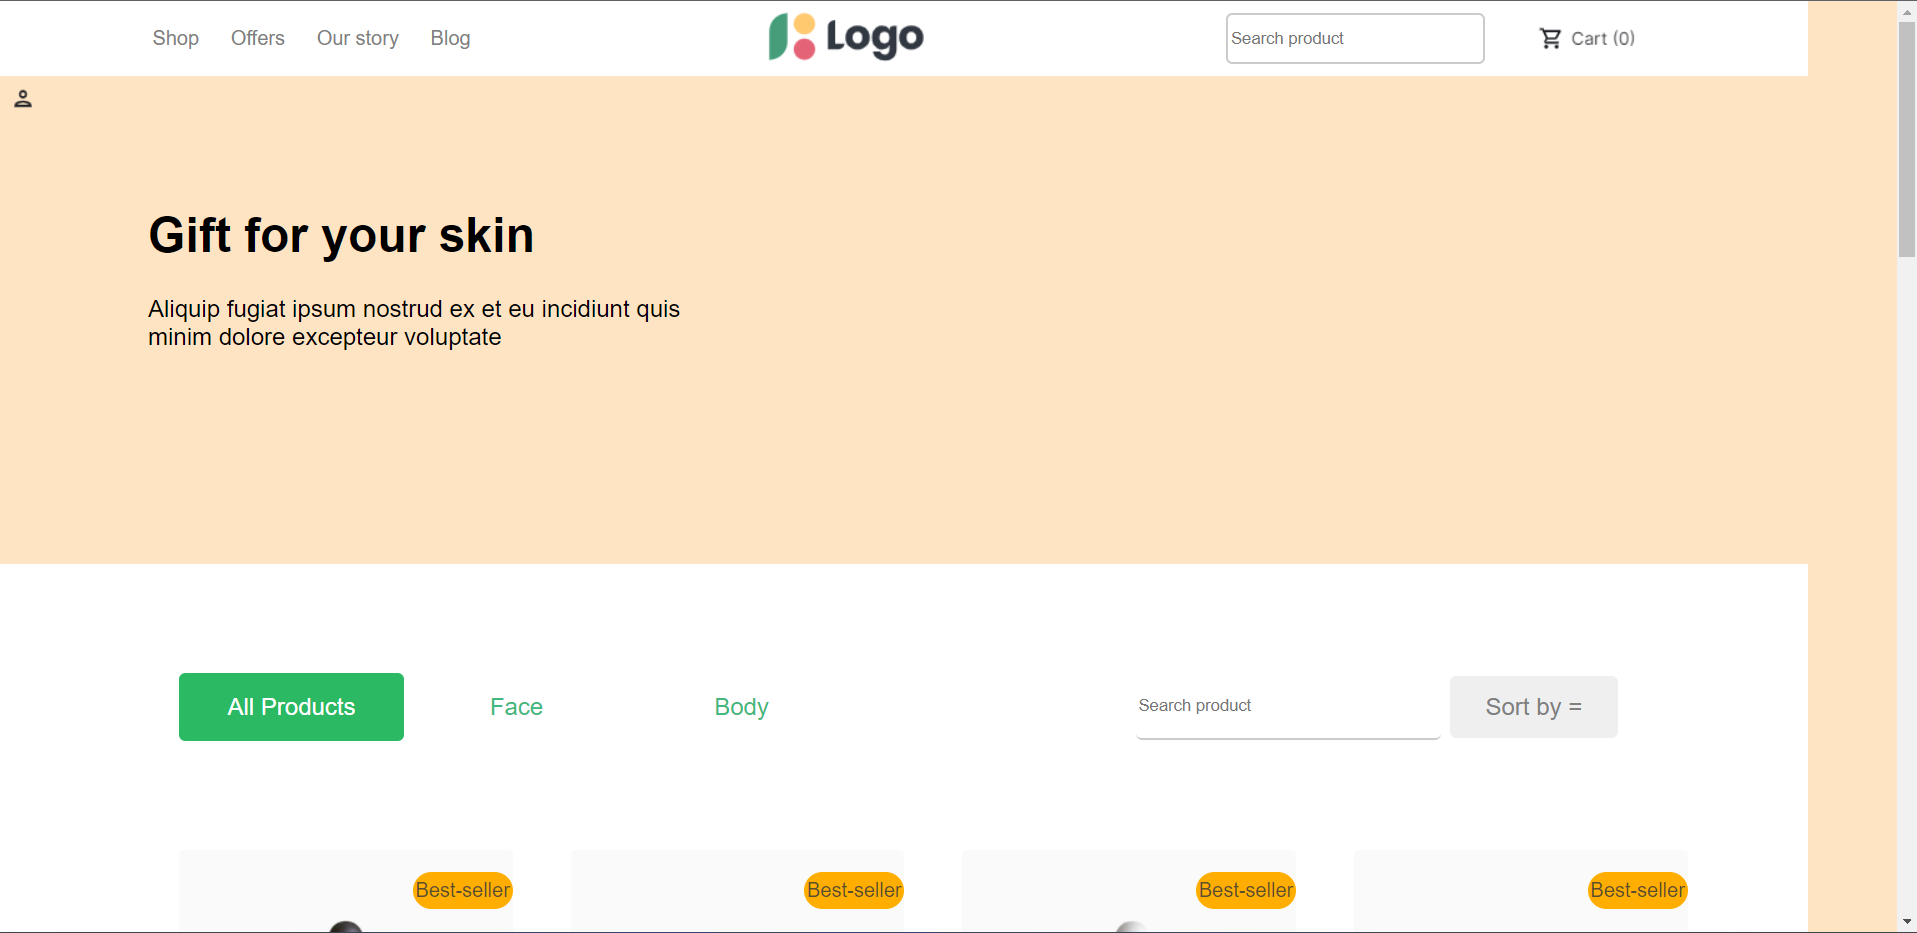 Shop Offers Our story Blog Logo Search product Cart (0)
Gift for your skin
Aliquip fugiat ipsum nostrud ex et eu incidiunt quis
minim dolore excepteur voluptate
All Products Face Body Search product Sort by =
Best-seller Best-seller Best-seller Best-seller